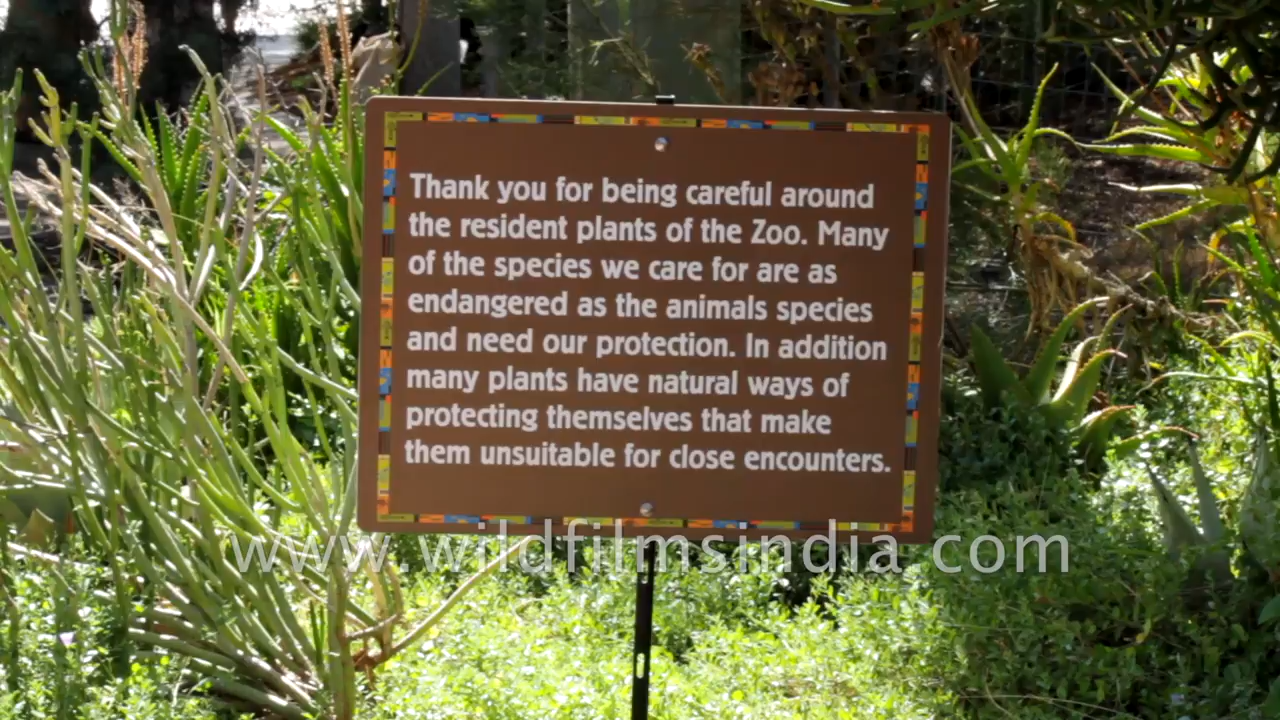 Thank you for being careful around
the resident plants of the Zoo. Many
of the species we care for are as
endangered as the animals species
and need our protection. In addition
many plants have natural ways of
protecting themselves that make
them unsuitable for close encounters.
www.wildfilmsindia.com